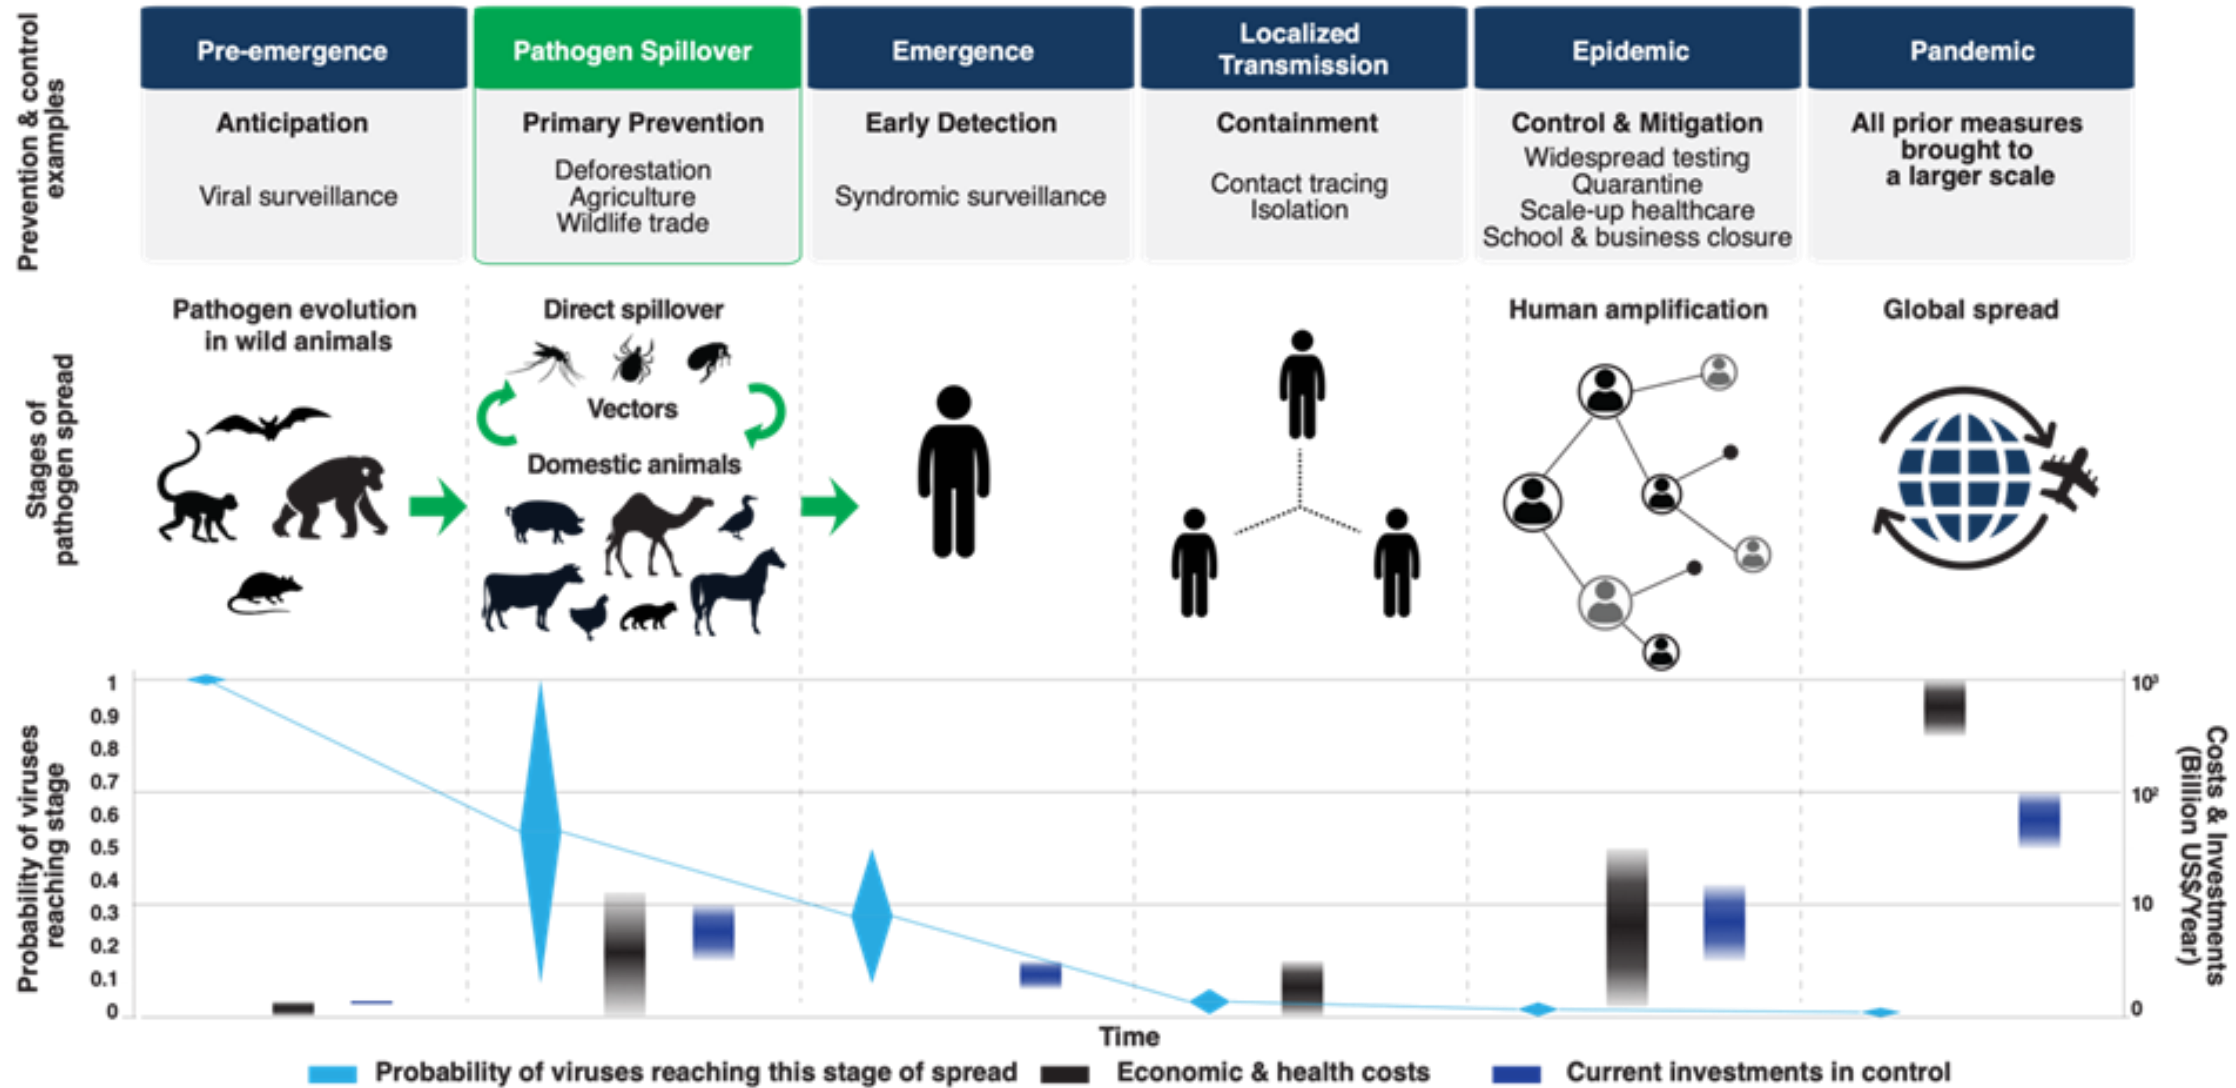 Prevention & control
examples
Pre-emergence
Anticipation
Viral surveillance
Pathogen Spillover
Primary Prevention
Deforestation
Agriculture
Wildlife trade
Emergence
Early Detection
Syndromic surveillance
Localized
Transmission
Containment
Contact tracing
Isolation
Epidemic
Control & Mitigation
Widespread testing
Quarantine
Scale-up healthcare
School & business closure
Pandemic
All prior measures
brought to
a larger scale
Stages of
pathogen spread
Pathogen evolution
in wild animals
Direct spillover
Vectors
Domestic animals
Human amplification
Global spread
Probability of viruses
reaching stage
1
0.9
0.8
0.7
0.6
0.5
0.4
0.3
0.2
0.1
0
10³
10²
10
0
Costs & Investments
(Billion US$/Year)
Time
Probability of viruses reaching this stage of spread
Economic & health costs
Current investments in control